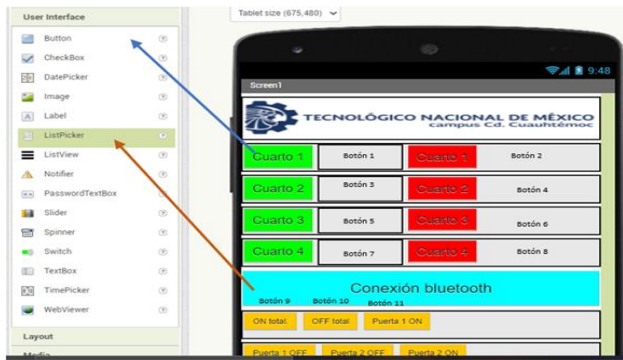 User Interface
Tablet size (675,480)
Button
CheckBox
DatePicker
Image
Label
ListPicker
ListView
Notifier
PasswordTextBox
Slider
Spinner
Switch
TextBox
TimePicker
WebViewer
Layout
Media
9:48
Screen1
TECNOLÓGICO NACIONAL DE MÉXICO
campus Cd. Cuauhtémoc
Cuarto 1 Botón 1 Cuarto 1 Botón 2
Cuarto 2 Botón 3 Cuarto 2 Botón 4
Cuarto 3 Botón 5 Cuarto 3 Botón 6
Cuarto 4 Botón 7 Cuarto 4 Botón 8
Conexión bluetooth
Botón 9 Botón 10 Botón 11
ON total OFF total Puerta 1 ON
Puerta 1 OFF Puerta 2 OFF Puerta 2 ON